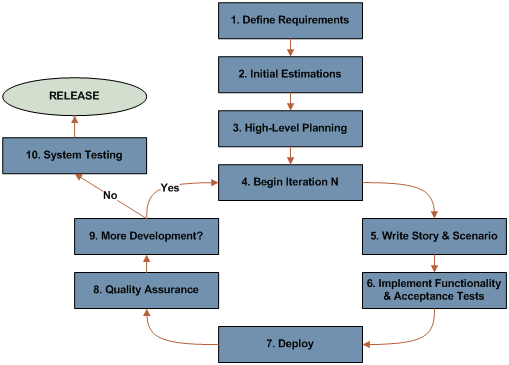 1. Define Requirements
2. Initial Estimations
RELEASE
3. High-Level Planning
10. System Testing
4. Begin Iteration N
Yes
No
9. More Development?
5. Write Story & Scenario
8. Quality Assurance
6. Implement Functionality
& Acceptance Tests
7. Deploy